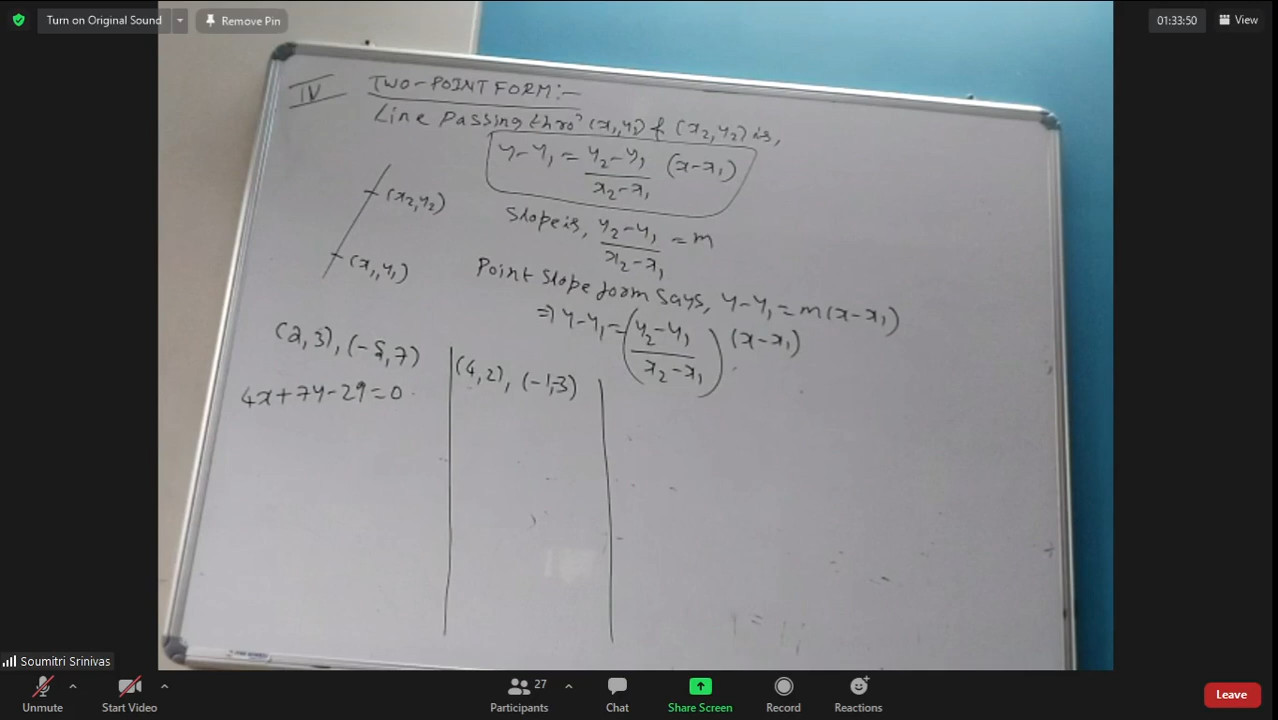 Turn on Original Sound
Remove Pin
01:33:50
View
IV
TWO-POINT FORM:-
Line passing thro' (x₁,y₁) & (x₂,y₂) is,
y-y₁ = y₂-y₁/x₂-x₁ (x-x₁)
(x₂,y₂)
(x₁,y₁)
Slope is, y₂-y₁/x₂-x₁ = m
Point slope form says, y-y₁ = m(x-x₁)
⇒ y-y₁ = (y₂-y₁/x₂-x₁) (x-x₁)
(2,3), (-5,7)
4x+7y-29=0
(4,2), (-1,-3)
Soumitri Srinivas
Unmute
Start Video
27
Participants
Chat
Share Screen
Record
Reactions
Leave